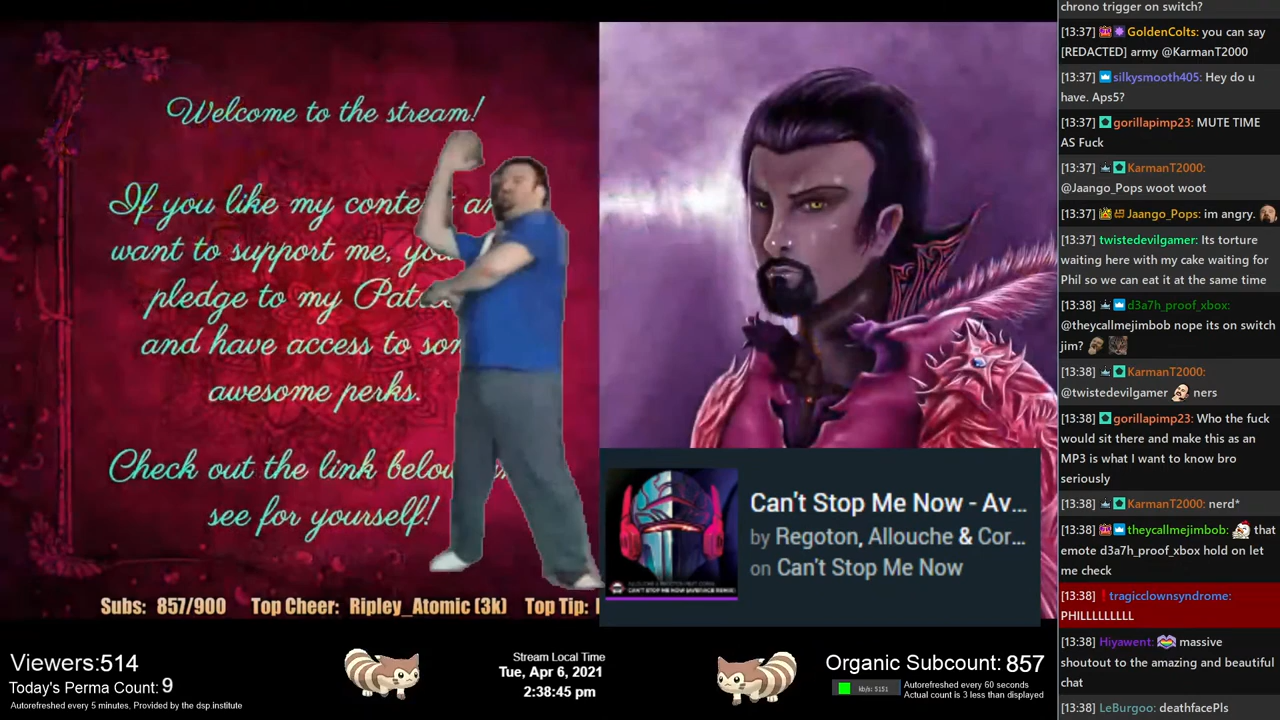 Welcome to the stream!
If you like my conte an
want to support me, yo
pledge to my Pat
and have access to som
awesome perks.
Check out the link below
see for yourself!
Subs: 857/900 Top Cheer: Ripley_Atomic (3k) Top Tip:
Can't Stop Me Now - Av...
by Regoton, Allouche & Cor...
on Can't Stop Me Now
Viewers:514
Today's Perma Count: 9
Autorefreshed every 5 minutes. Provided by the dsp institute
Stream Local Time
Tue, Apr 6, 2021
2:38:45 pm
Organic Subcount: 857
kb/s: 5151
Autorefreshed every 60 seconds
Actual count is 3 less than displayed
chrono trigger on switch?
[13:37] GoldenColts: you can say
[REDACTED] army @KarmanT2000
[13:37] silkysmooth405: Hey do u
have. Aps5?
[13:37] gorillapimp23: MUTE TIME
AS Fuck
[13:37] KarmanT2000:
@Jaango_Pops woot woot
[13:37] Jaango_Pops: im angry.
[13:37] twistedevilgamer: Its torture
waiting here with my cake waiting for
Phil so we can eat it at the same time
[13:38] d3a7h_proof_xbox:
@theycallmejimbob nope its on switch
jim?
[13:38] KarmanT2000:
@twistedevilgamer ners
[13:38] gorillapimp23: Who the fuck
would sit there and make this as an
MP3 is what I want to know bro
seriously
[13:38] KarmanT2000: nerd*
[13:38] theycallmejimbob: that
emote d3a7h_proof_xbox hold on let
me check
[13:38] tragicclownsyndrome:
PHILLLLLLLLL
[13:38] Hiyawent: massive
shoutout to the amazing and beautiful
chat
[13:38] LeBurgoo: deathfacePls